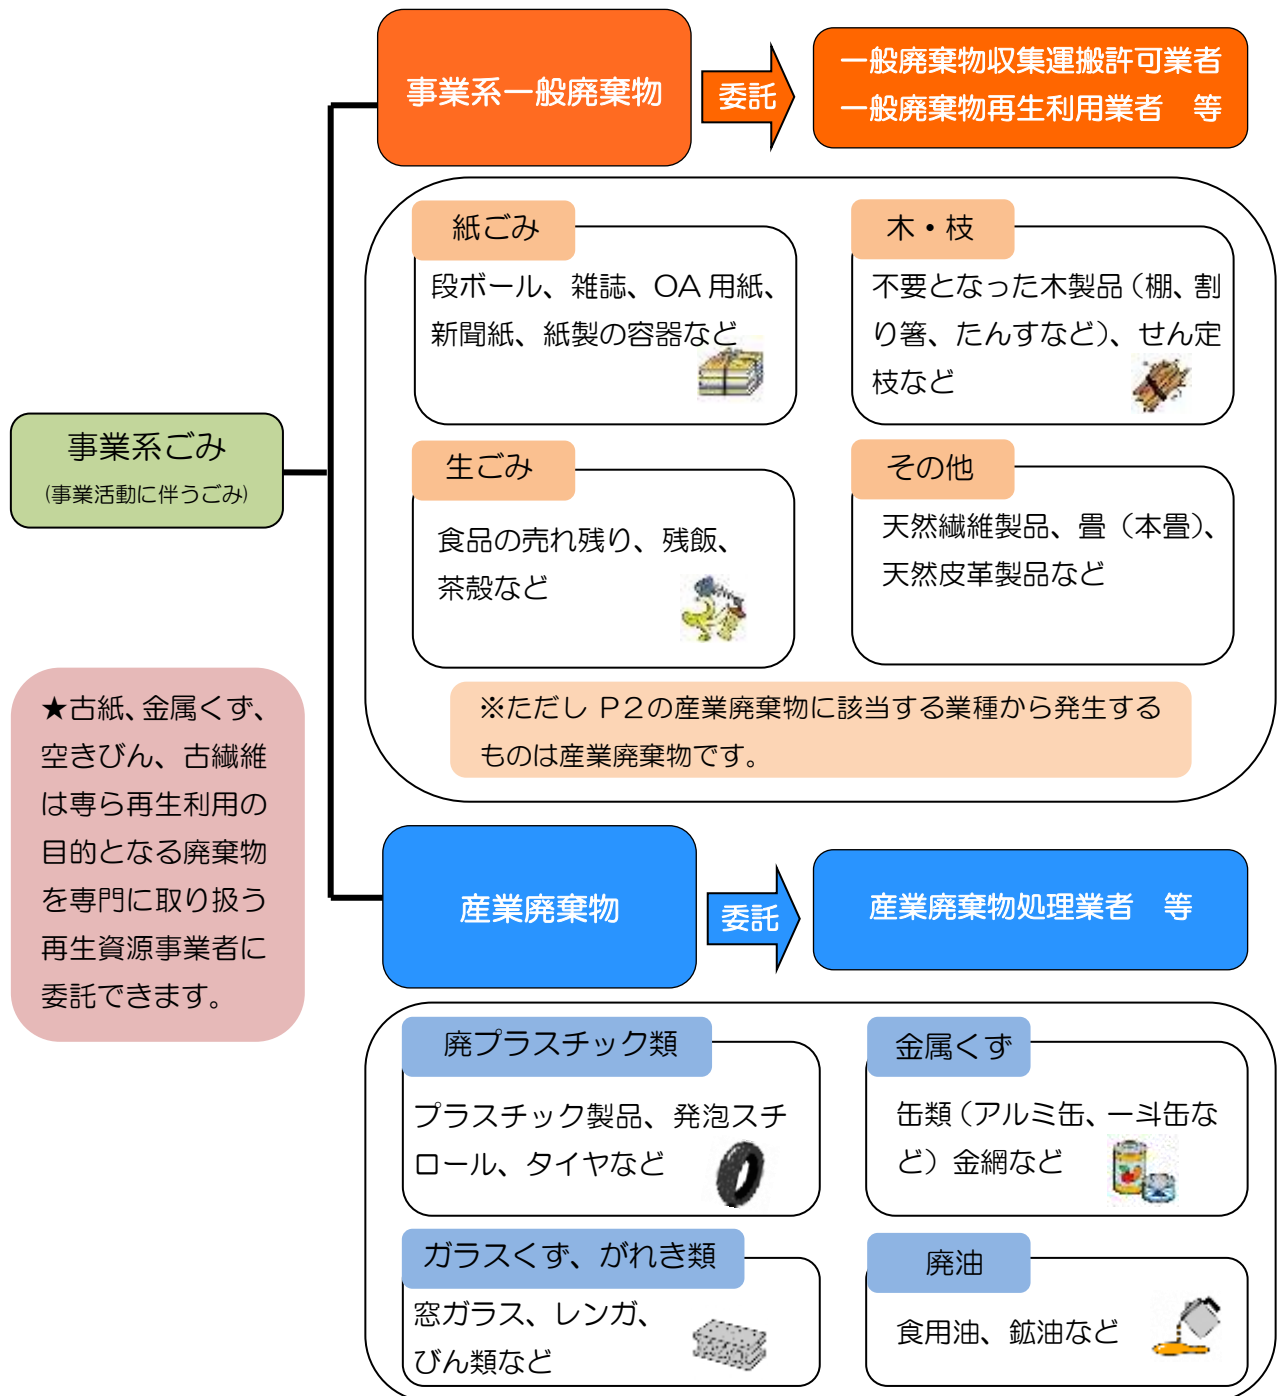 事業系一般廃棄物
委託
一般廃棄物収集運搬許可業者
一般廃棄物再生利用業者　等
紙ごみ
段ボール、雑誌、OA 用紙、
新聞紙、紙製の容器など
木・枝
不要となった木製品（棚、割
り箸、たんすなど）、せん定
枝など
事業系ごみ
(事業活動に伴うごみ)
生ごみ
食品の売れ残り、残飯、
茶殻など
その他
天然繊維製品、畳（本畳）、
天然皮革製品など
※ただし P２の産業廃棄物に該当する業種から発生する
ものは産業廃棄物です。
★古紙、金属くず、
空きびん、古繊維
は専ら再生利用の
目的となる廃棄物
を専門に取り扱う
再生資源事業者に
委託できます。
産業廃棄物
委託
産業廃棄物処理業者　等
廃プラスチック類
プラスチック製品、発泡スチ
ロール、タイヤなど
金属くず
缶類（アルミ缶、一斗缶な
ど）金網など
ガラスくず、がれき類
窓ガラス、レンガ、
びん類など
廃油
食用油、鉱油など